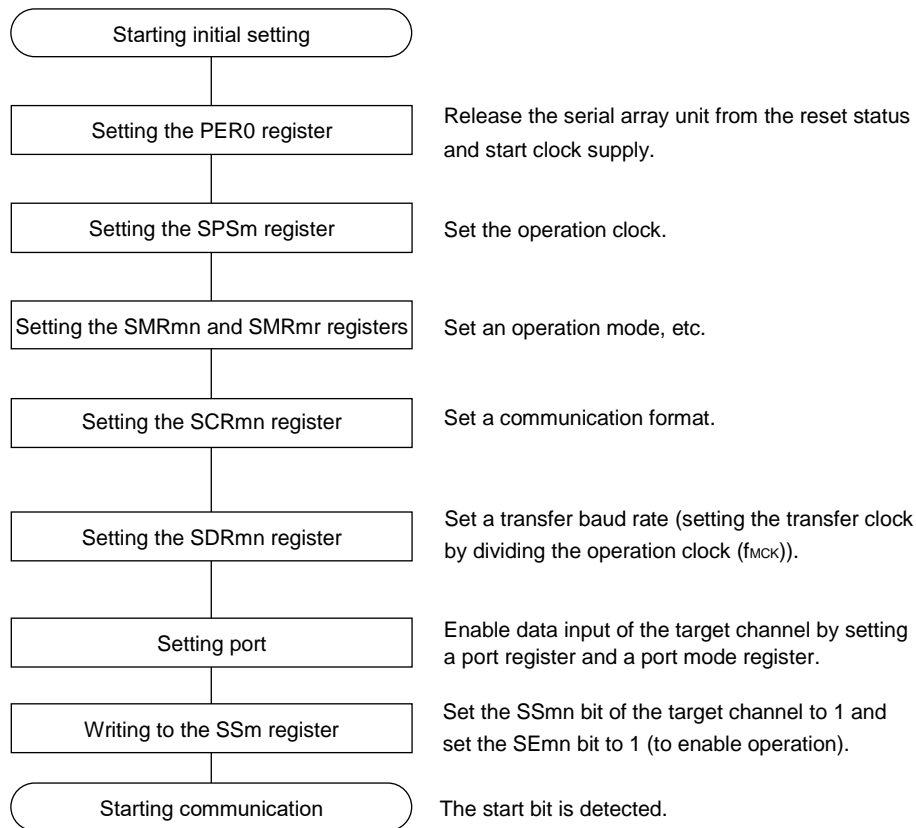 Starting initial setting
Setting the PER0 register
Release the serial array unit from the reset status
and start clock supply.
Setting the SPSm register
Set the operation clock.
Setting the SMRmn and SMRmr registers
Set an operation mode, etc.
Setting the SCRmn register
Set a communication format.
Setting the SDRmn register
Set a transfer baud rate (setting the transfer clock
by dividing the operation clock (fMCK)).
Setting port
Enable data input of the target channel by setting
a port register and a port mode register.
Writing to the SSm register
Set the SSmn bit of the target channel to 1 and
set the SEmn bit to 1 (to enable operation).
Starting communication
The start bit is detected.